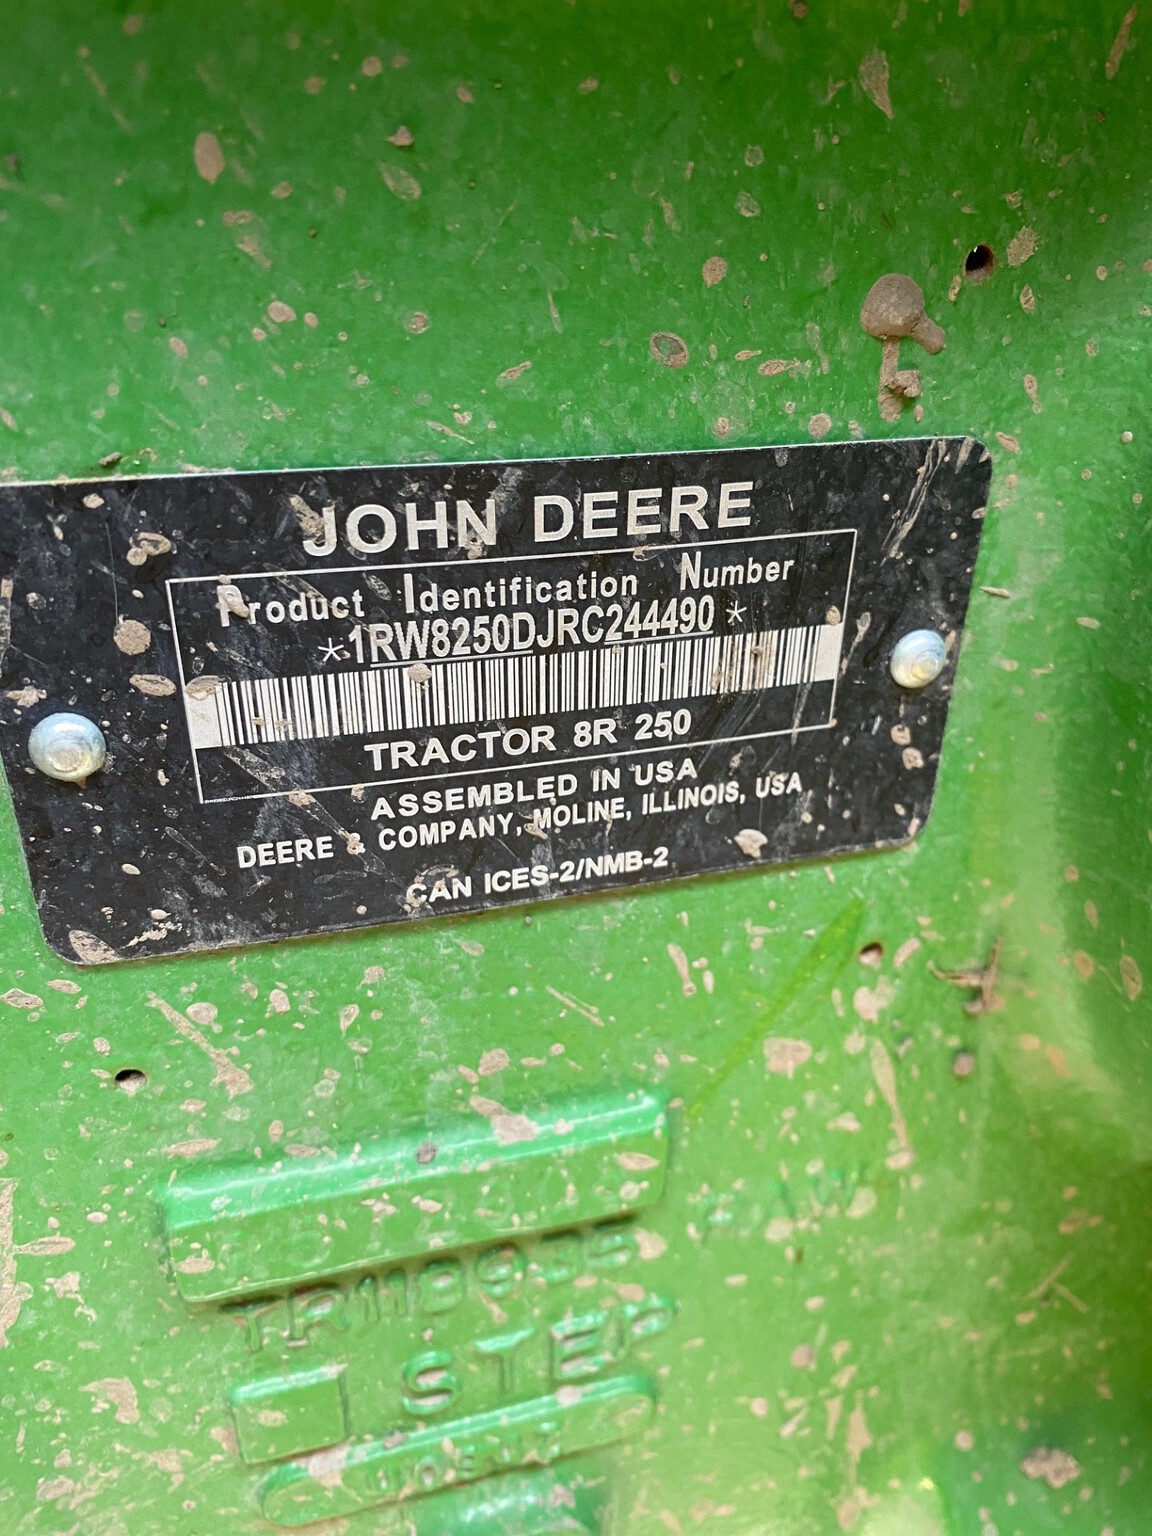 JOHN DEERE
Product Identification Number
*1RW8250DJRC244490*
TRACTOR 8R 250
ASSEMBLED IN USA
DEERE & COMPANY, MOLINE, ILLINOIS, USA
CAN ICES-2/NMB-2
STEP